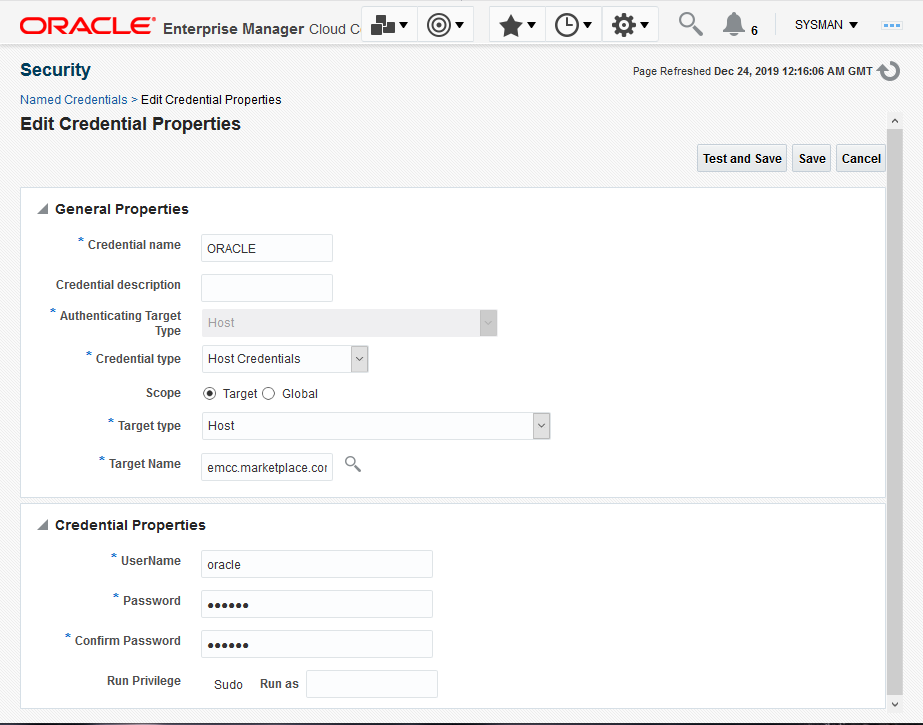 ORACLE® Enterprise Manager Cloud C 6 SYSMAN
Security
Page Refreshed Dec 24, 2019 12:16:06 AM GMT
Named Credentials > Edit Credential Properties
Edit Credential Properties
Test and Save Save Cancel
General Properties
* Credential name ORACLE
Credential description
* Authenticating Target
Type
Host
* Credential type Host Credentials
Scope Target Global
* Target type Host
* Target Name emcc.marketplace.cor
Credential Properties
* UserName oracle
* Password ••••••
* Confirm Password ••••••
Run Privilege Sudo Run as